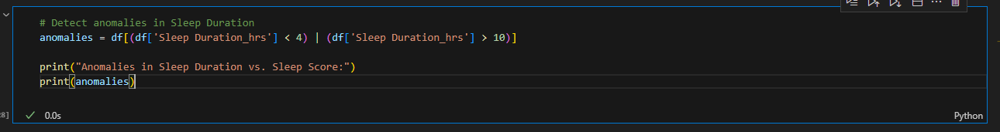 # Detect anomalies in Sleep Duration
anomalies = df[(df['Sleep Duration_hrs'] < 4) | (df['Sleep Duration_hrs'] > 10)]
print("Anomalies in Sleep Duration vs. Sleep Score:")
print(anomalies)
8]
0.0s
Python